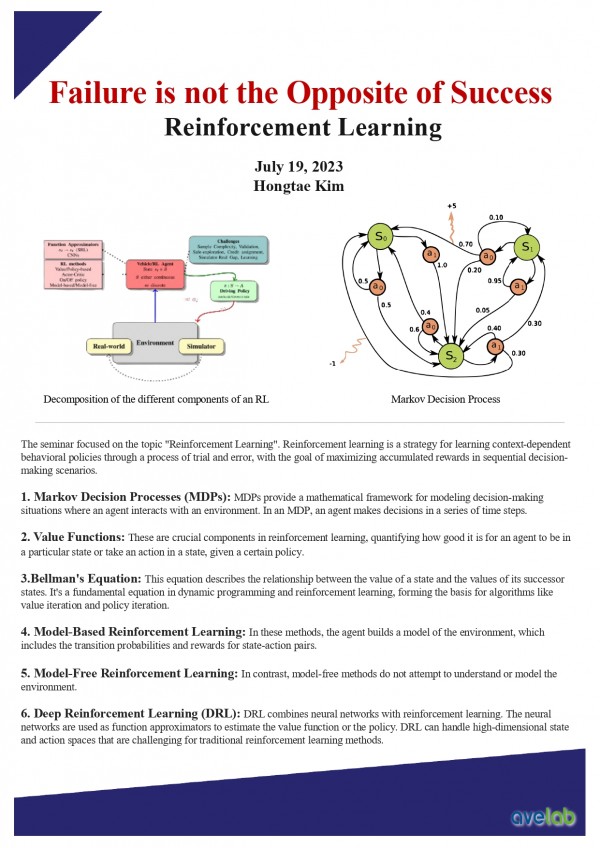 Failure is not the Opposite of Success
Reinforcement Learning
July 19, 2023
Hongtae Kim
Function Approximators
CNNs
RL methods
Value/Policy-based
Actor-Critic
On/Off policy
Model-based/Model-free
Vehicle/RL Agent
State
if either continuous
or discrete
Challenges
Sample Complexity, Validation,
Safe-exploration, Credit assignment,
Simulator-Real Gap, Learning
Driving Policy
Real-world
Environment
Simulator
Decomposition of the different components of an RL
+5
0.10
S0
S1
a1
a0
0.70
1.0
0.20
0.5
a0
0.95
a1
0.5
0.05
0.4
a0
0.6
0.40
0.30
S2
a1
0.30
-1
Markov Decision Process
The seminar focused on the topic "Reinforcement Learning". Reinforcement learning is a strategy for learning context-dependent
behavioral policies through a process of trial and error, with the goal of maximizing accumulated rewards in sequential decision-
making scenarios.
1. Markov Decision Processes (MDPs): MDPs provide a mathematical framework for modeling decision-making
situations where an agent interacts with an environment. In an MDP, an agent makes decisions in a series of time steps.
2. Value Functions: These are crucial components in reinforcement learning, quantifying how good it is for an agent to be in
a particular state or take an action in a state, given a certain policy.
3.Bellman's Equation: This equation describes the relationship between the value of a state and the values of its successor
states. It's a fundamental equation in dynamic programming and reinforcement learning, forming the basis for algorithms like
value iteration and policy iteration.
4. Model-Based Reinforcement Learning: In these methods, the agent builds a model of the environment, which
includes the transition probabilities and rewards for state-action pairs.
5. Model-Free Reinforcement Learning: In contrast, model-free methods do not attempt to understand or model the
environment.
6. Deep Reinforcement Learning (DRL): DRL combines neural networks with reinforcement learning. The neural
networks are used as function approximators to estimate the value function or the policy. DRL can handle high-dimensional state
and action spaces that are challenging for traditional reinforcement learning methods.
avelab